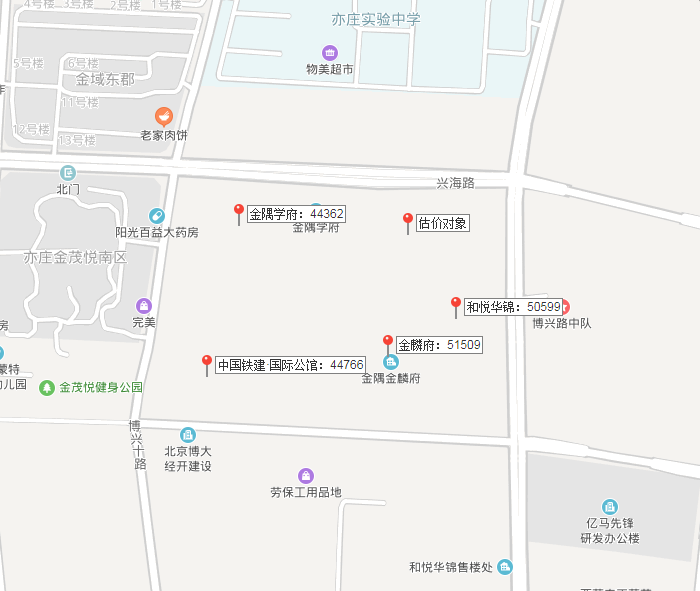 4号楼
3号楼
2号楼
1号楼
亦庄实验中学
5号楼
6号楼
物美超市
金域东郡
11号楼
12号楼
13号楼
老家肉饼
北门
兴海路
金隅学府：44362
估价对象
金隅学府
阳光百益大药房
亦庄金茂悦南区
和悦华锦：50599
完美
博兴路中队
房
金麟府：51509
中国铁建·国际公馆：44766
蒙特
幼儿园
金隅金麟府
金茂悦健身公园
博兴十路
北京博大
经开建设
劳保工用品地
亿马先锋
研发办公楼
和悦华锦售楼处